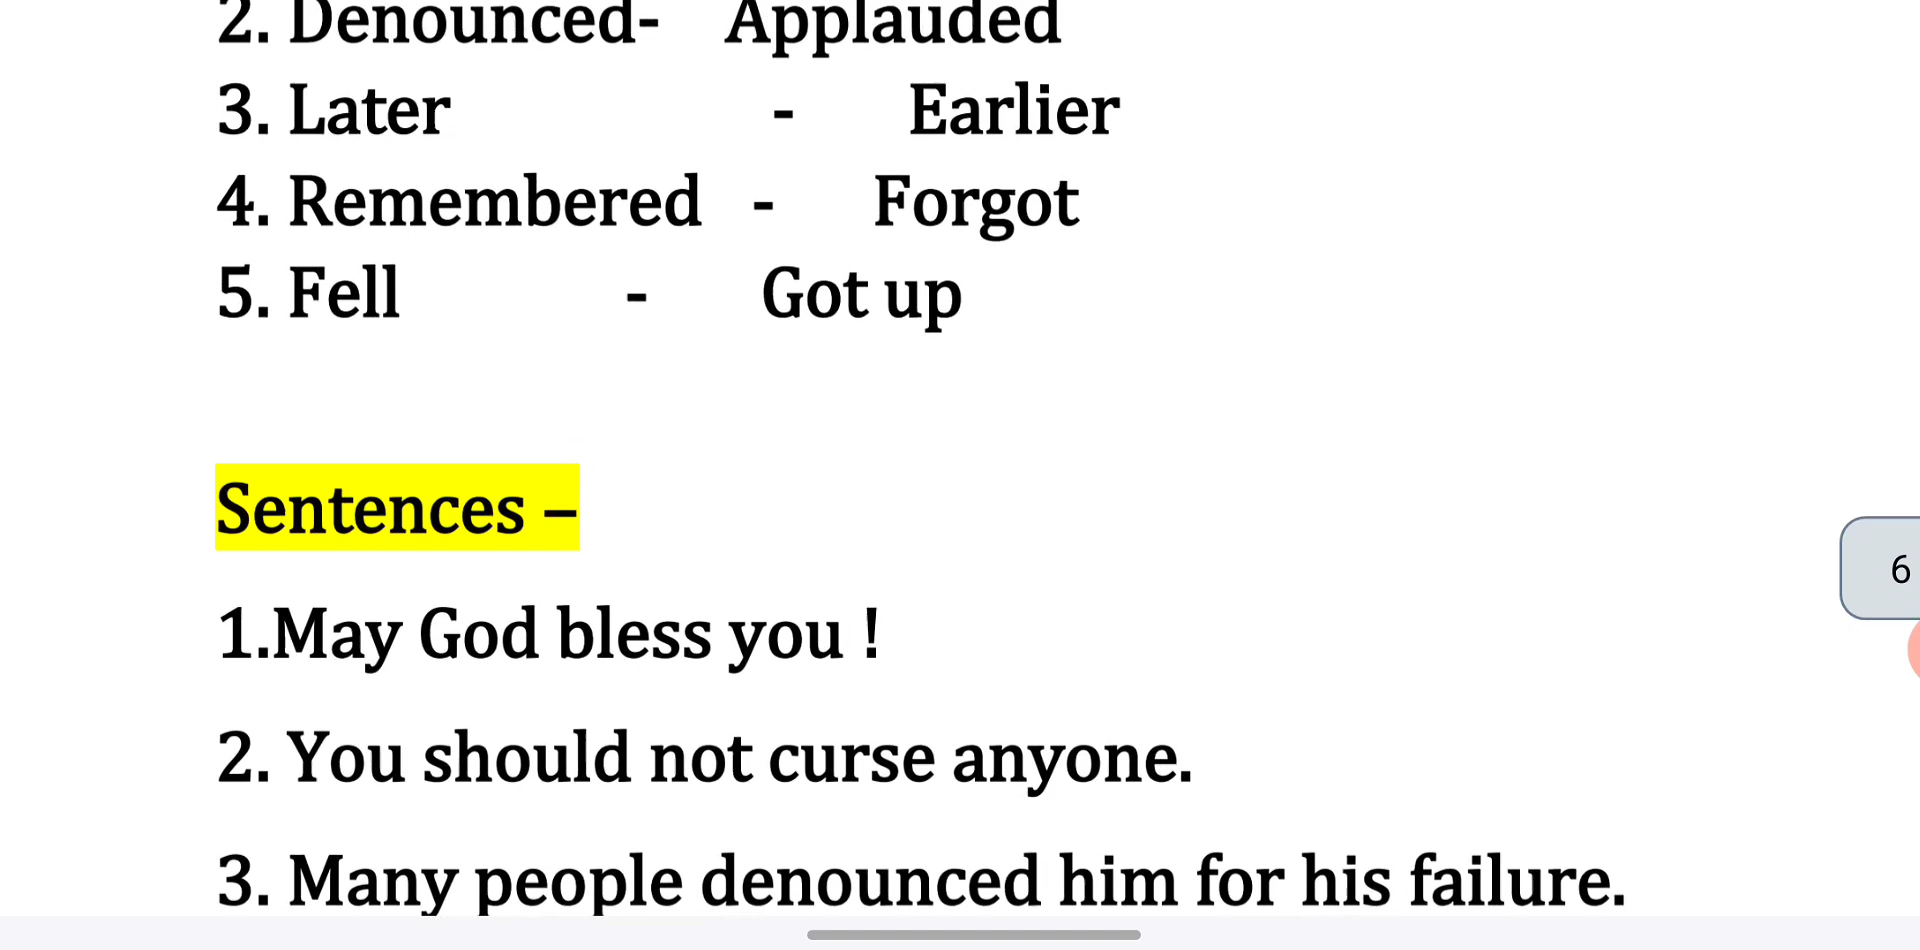 2. Denounced- Applauded
3. Later - Earlier
4. Remembered - Forgot
5. Fell - Got up
Sentences –
1.May God bless you !
2. You should not curse anyone.
3. Many people denounced him for his failure.
6